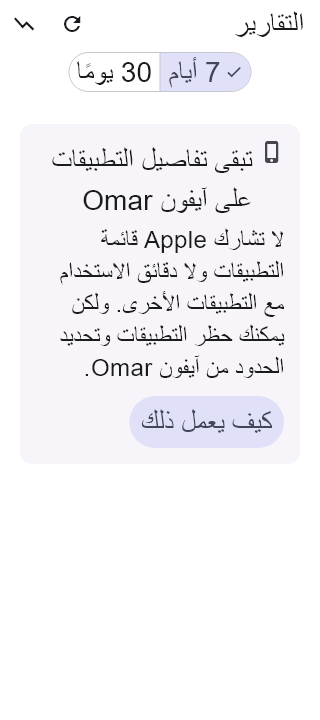 التقارير
7 أيام
30 يومًا
تبقى تفاصيل التطبيقات
على آيفون Omar
لا تشارك Apple قائمة
التطبيقات ولا دقائق الاستخدام
مع التطبيقات الأخرى. ولكن
يمكنك حظر التطبيقات وتحديد
الحدود من آيفون Omar.
كيف يعمل ذلك